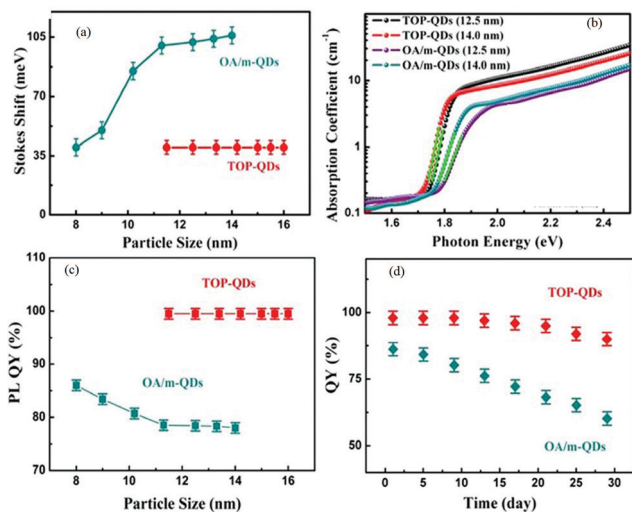 (a)
Stokes Shift (meV)
105
70
35
0
OA/m-QDs
TOP-QDs
8 10 12 14 16
Particle Size (nm)
(b)
Absorption Coefficient (cm⁻¹)
TOP-QDs (12.5 nm)
TOP-QDs (14.0 nm)
OA/m-QDs (12.5 nm)
OA/m-QDs (14.0 nm)
10
1
0.1
1.6 1.8 2.0 2.2 2.4
Photon Energy (eV)
(c)
PL QY (%)
100
90
80
70
TOP-QDs
OA/m-QDs
8 10 12 14 16
Particle Size (nm)
(d)
QY (%)
100
75
50
TOP-QDs
OA/m-QDs
0 5 10 15 20 25 30
Time (day)